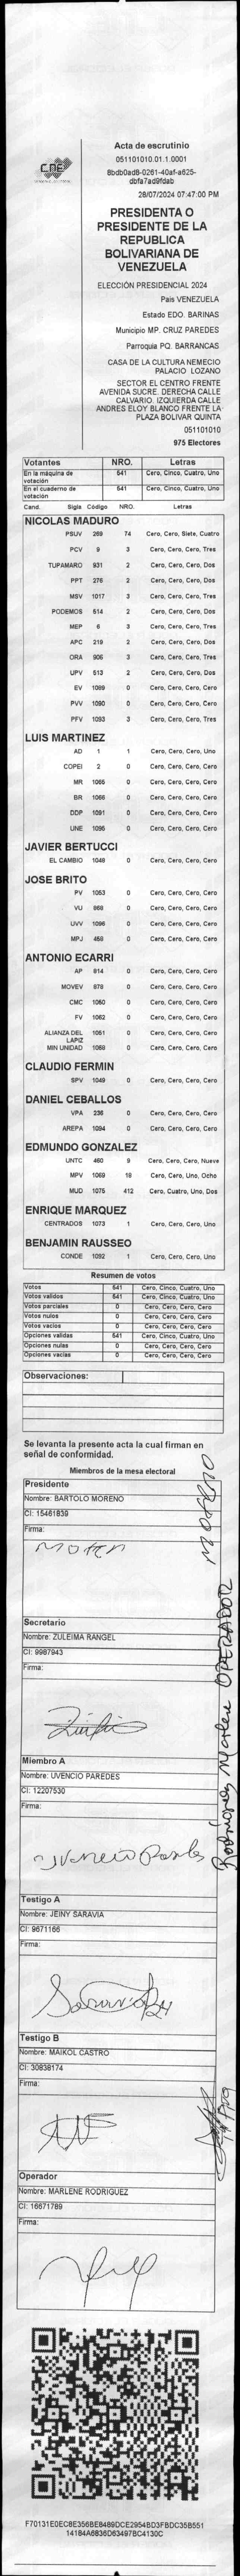 CNE
Acta de escrutinio
051101010.01.1.0001
8bdb0ad8-0261-40af-a625-
dbfa7ad9fdab
28/07/2024 07:47:00 PM
PRESIDENTA O
PRESIDENTE DE LA
REPUBLICA
BOLIVARIANA DE
VENEZUELA
ELECCIÓN PRESIDENCIAL 2024
Pais VENEZUELA
Estado EDO. BARINAS
Municipio MP. CRUZ PAREDES
Parroquia PQ. BARRANCAS
CASA DE LA CULTURA NEMECIO
PALACIO LOZANO
SECTOR EL CENTRO FRENTE
AVENIDA SUCRE. DERECHA CALLE
CALVARIO. IZQUIERDA CALLE
ANDRES ELOY BLANCO FRENTE LA
PLAZA BOLIVAR QUINTA
051101010
975 Electores
Votantes NRO. Letras
En la máquina de votación 541 Cero, Cinco, Cuatro, Uno
En el cuaderno de votación 541 Cero, Cinco, Cuatro, Uno
Cand. Sigla Código NRO. Letras
NICOLAS MADURO
PSUV 269 74 Cero, Cero, Siete, Cuatro
PCV 9 3 Cero, Cero, Cero, Tres
TUPAMARO 931 2 Cero, Cero, Cero, Dos
PPT 276 2 Cero, Cero, Cero, Dos
MSV 1017 3 Cero, Cero, Cero, Tres
PODEMOS 514 2 Cero, Cero, Cero, Dos
MEP 6 3 Cero, Cero, Cero, Tres
APC 219 2 Cero, Cero, Cero, Dos
ORA 906 3 Cero, Cero, Cero, Tres
UPV 513 2 Cero, Cero, Cero, Dos
EV 1089 0 Cero, Cero, Cero, Cero
PVV 1090 0 Cero, Cero, Cero, Cero
PFV 1093 3 Cero, Cero, Cero, Tres
LUIS MARTINEZ
AD 1 1 Cero, Cero, Cero, Uno
COPEI 2 0 Cero, Cero, Cero, Cero
MR 1065 0 Cero, Cero, Cero, Cero
BR 1066 0 Cero, Cero, Cero, Cero
DDP 1091 0 Cero, Cero, Cero, Cero
UNE 1095 0 Cero, Cero, Cero, Cero
JAVIER BERTUCCI
EL CAMBIO 1048 0 Cero, Cero, Cero, Cero
JOSE BRITO
PV 1053 0 Cero, Cero, Cero, Cero
VU 868 0 Cero, Cero, Cero, Cero
UVV 1096 0 Cero, Cero, Cero, Cero
MPJ 459 0 Cero, Cero, Cero, Cero
ANTONIO ECARRI
AP 814 0 Cero, Cero, Cero, Cero
MOVEV 878 0 Cero, Cero, Cero, Cero
CMC 1050 0 Cero, Cero, Cero, Cero
FV 1062 0 Cero, Cero, Cero, Cero
ALIANZA DEL LAPIZ 1051 0 Cero, Cero, Cero, Cero
MIN UNIDAD 1068 0 Cero, Cero, Cero, Cero
CLAUDIO FERMIN
SPV 1049 0 Cero, Cero, Cero, Cero
DANIEL CEBALLOS
VPA 236 0 Cero, Cero, Cero, Cero
AREPA 1094 0 Cero, Cero, Cero, Cero
EDMUNDO GONZALEZ
UNTC 460 9 Cero, Cero, Cero, Nueve
MPV 1069 18 Cero, Cero, Uno, Ocho
MUD 1075 412 Cero, Cuatro, Uno, Dos
ENRIQUE MARQUEZ
CENTRADOS 1073 1 Cero, Cero, Cero, Uno
BENJAMIN RAUSSEO
CONDE 1092 1 Cero, Cero, Cero, Uno
Resumen de votos
Votos 541 Cero, Cinco, Cuatro, Uno
Votos validos 541 Cero, Cinco, Cuatro, Uno
Votos parciales 0 Cero, Cero, Cero, Cero
Votos nulos 0 Cero, Cero, Cero, Cero
Votos vacios 0 Cero, Cero, Cero, Cero
Opciones validas 541 Cero, Cinco, Cuatro, Uno
Opciones nulas 0 Cero, Cero, Cero, Cero
Opciones vacias 0 Cero, Cero, Cero, Cero
Observaciones:
Se levanta la presente acta la cual firman en
señal de conformidad.
Miembros de la mesa electoral
Presidente
Nombre: BARTOLO MORENO
CI: 15461839
Firma:
Moreno
Secretario
Nombre: ZULEIMA RANGEL
CI: 9987943
Firma:
Miembro A
Nombre: UVENCIO PAREDES
CI: 12207530
Firma:
Uvencio Paredes
Rodriguez Marlene OPERADOR
Testigo A
Nombre: JEINY SARAVIA
CI: 9671166
Firma:
Testigo B
Nombre: MAIKOL CASTRO
CI: 30838174
Firma:
Operador
Nombre: MARLENE RODRIGUEZ
CI: 16671789
Firma:
F70131E0EC8E356BE8489DCE2954BD3FBDC35B551
14184A6836D63497BC4130C